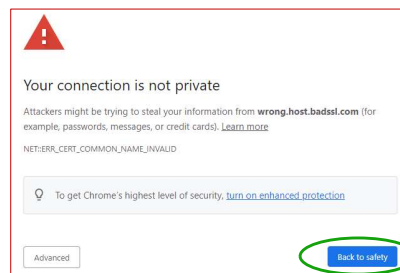 Your connection is not private
Attackers might be trying to steal your information from wrong.host.badssl.com (for
example, passwords, messages, or credit cards). Learn more
NET::ERR_CERT_COMMON_NAME_INVALID
To get Chrome's highest level of security, turn on enhanced protection
Advanced
Back to safety